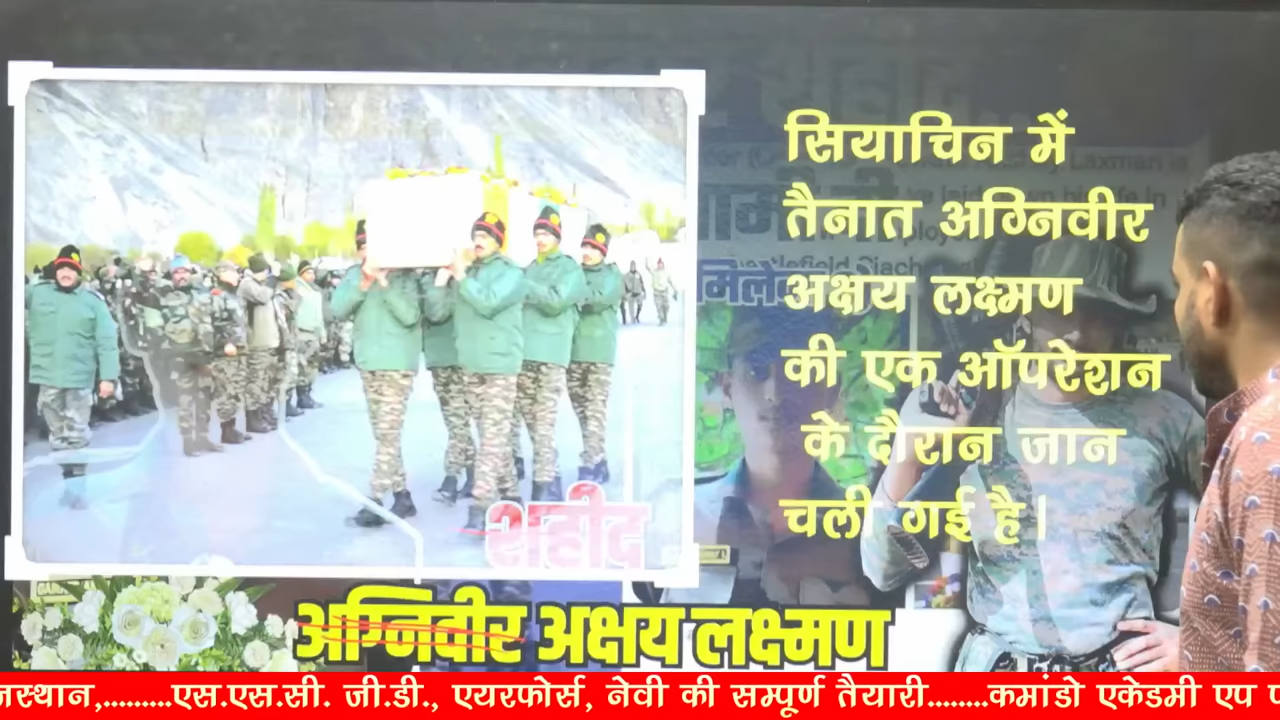 सियाचिन में
तैनात अग्निवीर
अक्षय लक्ष्मण
की एक ऑपरेशन
के दौरान जान
चली गई है।
शहीद
अग्निवीर अक्षय लक्ष्मण
जस्थान,.........एस.एस.सी. जी.डी., एयरफोर्स, नेवी की सम्पूर्ण तैयारी........कमांडो एकेडमी एप